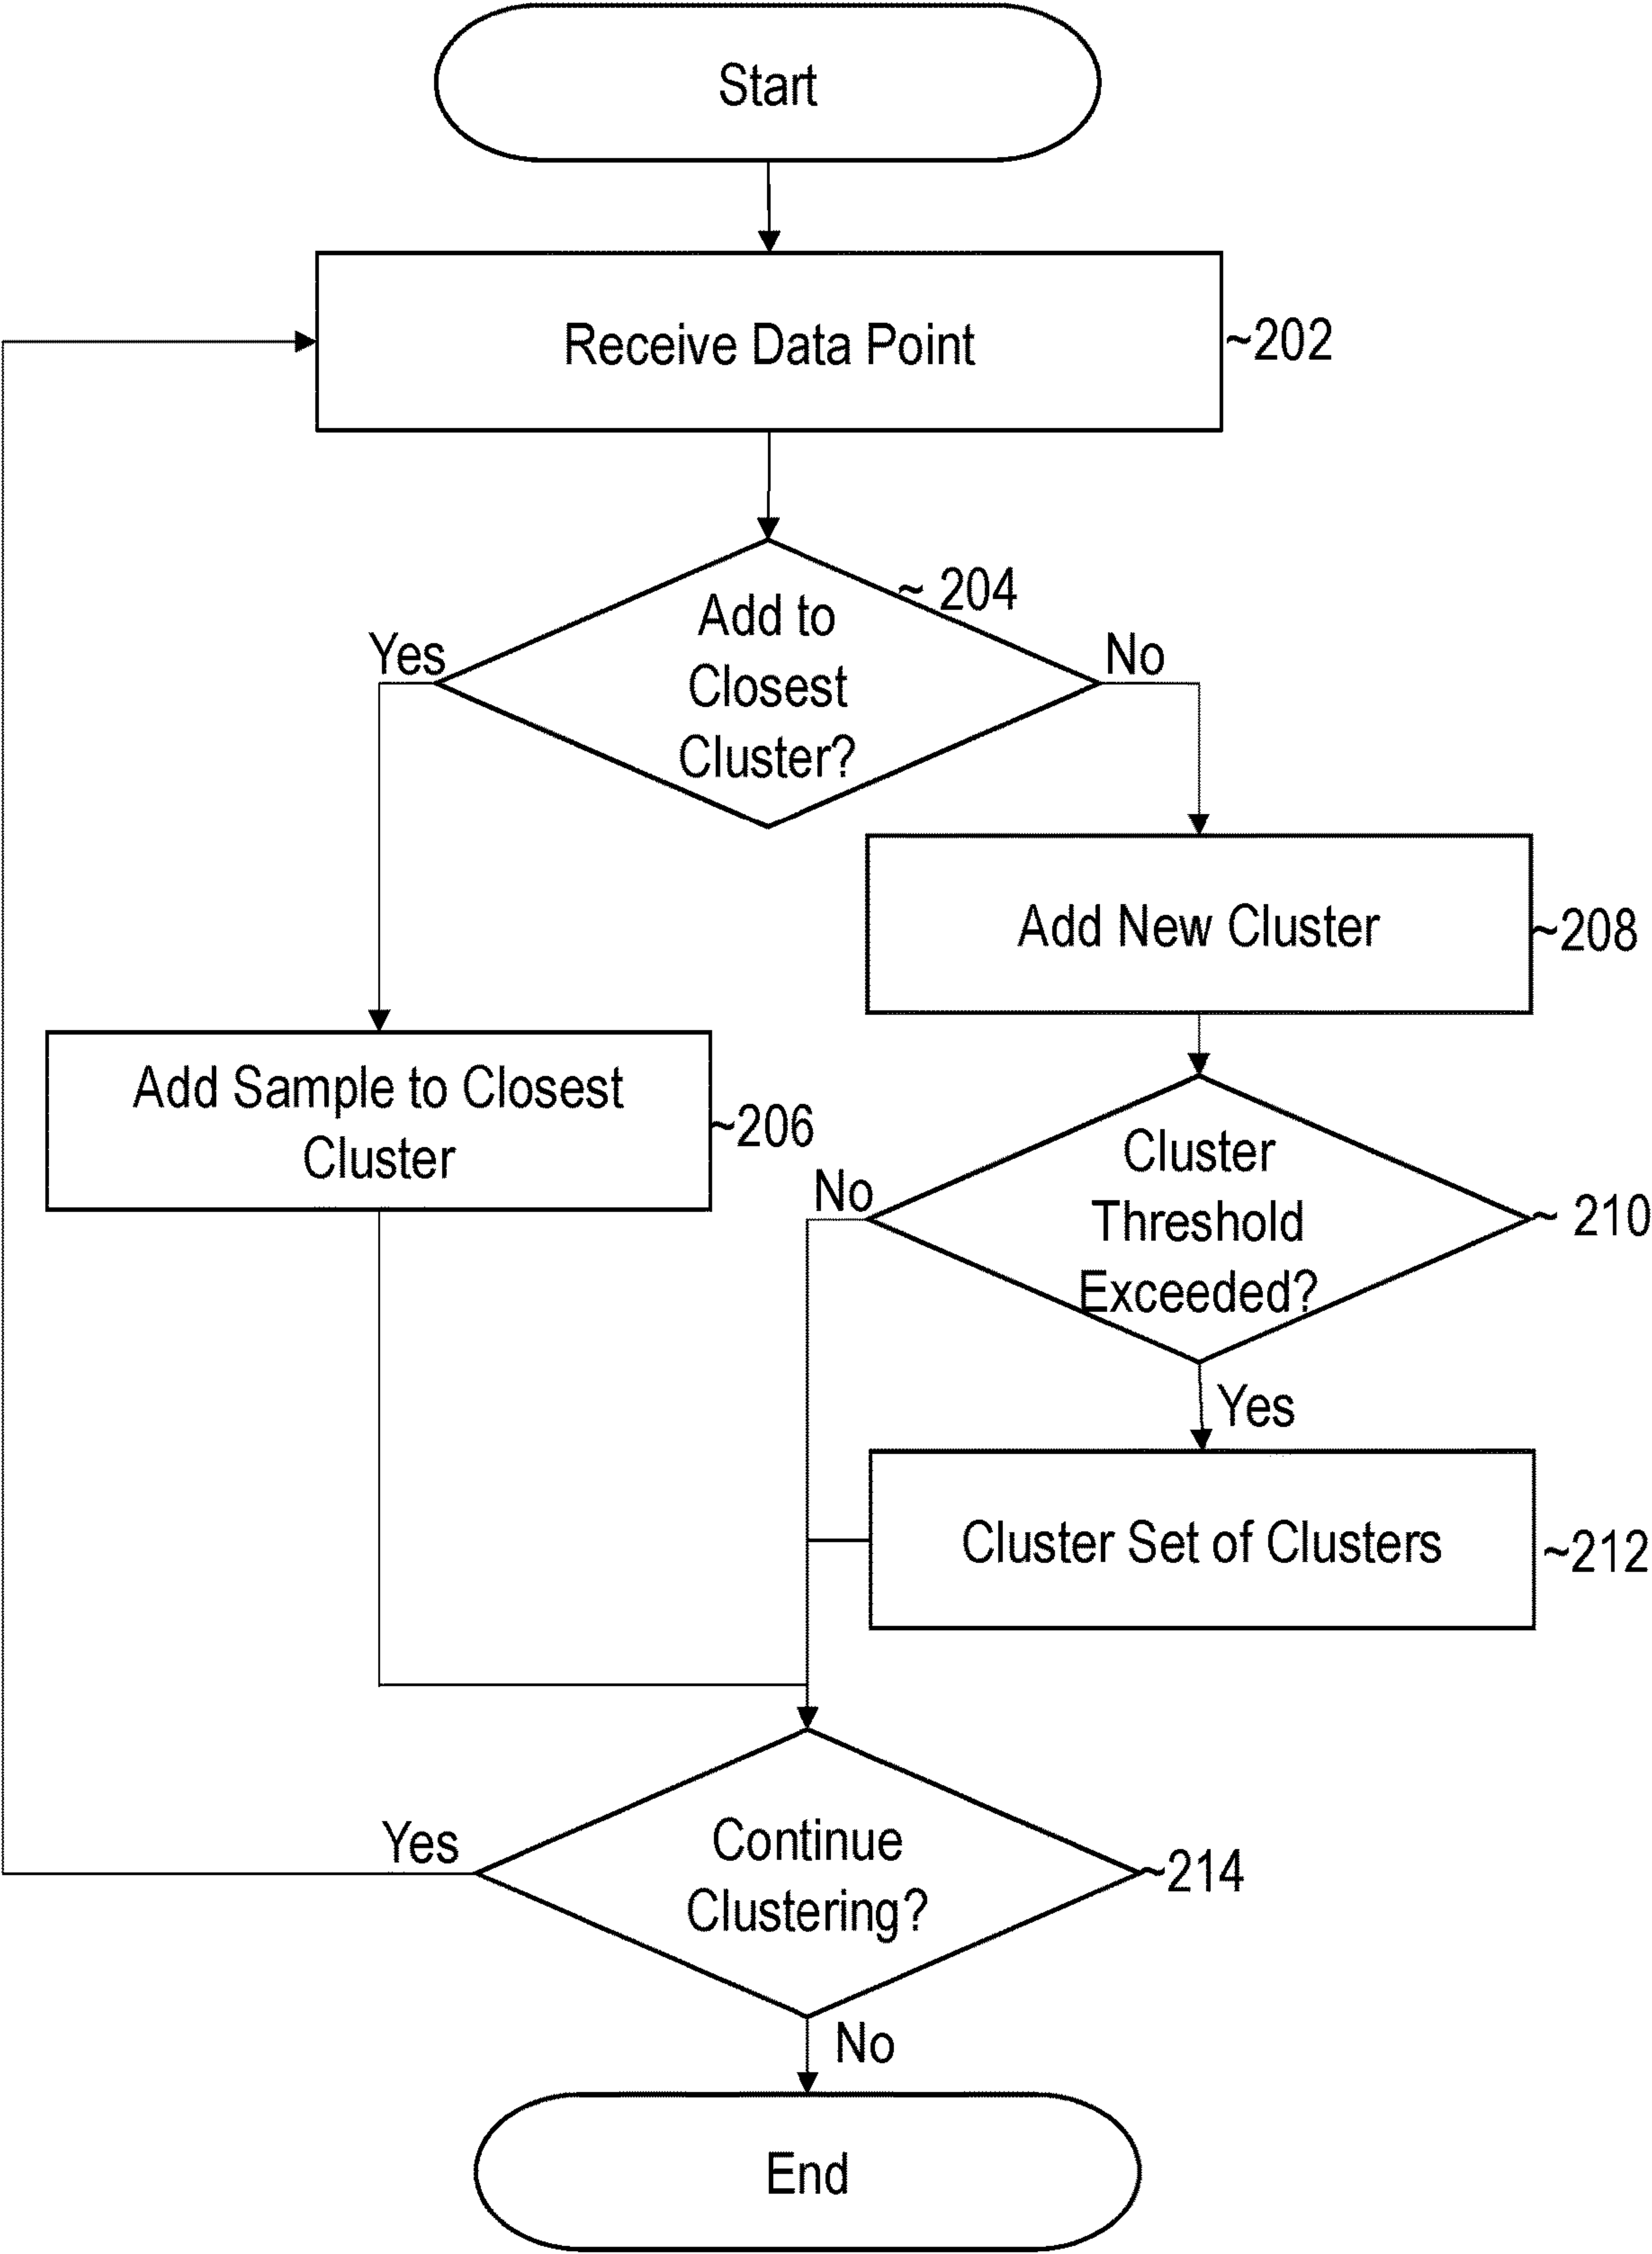 Start
Receive Data Point
~202
~ 204
Add to
Closest
Cluster?
Yes
No
Add New Cluster
~208
Add Sample to Closest
Cluster
~206
Cluster
Threshold
Exceeded?
~ 210
No
Yes
Cluster Set of Clusters
~212
Continue
Clustering?
~214
Yes
No
End